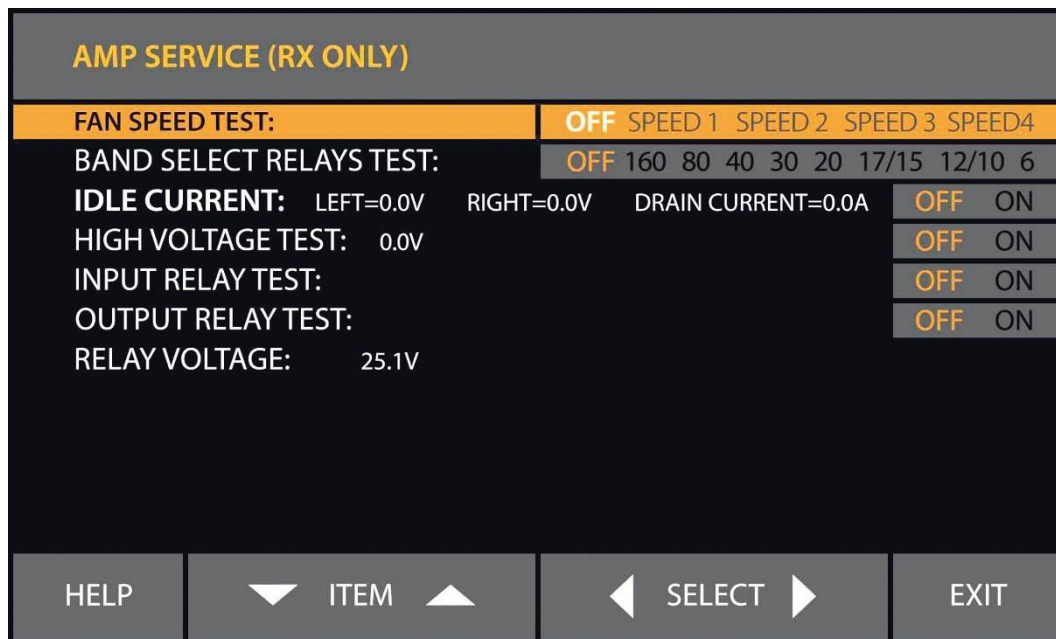 AMP SERVICE (RX ONLY)
FAN SPEED TEST: OFF SPEED 1 SPEED 2 SPEED 3 SPEED4
BAND SELECT RELAYS TEST: OFF 160 80 40 30 20 17/15 12/10 6
IDLE CURRENT: LEFT=0.0V RIGHT=0.0V DRAIN CURRENT=0.0A OFF ON
HIGH VOLTAGE TEST: 0.0V OFF ON
INPUT RELAY TEST: OFF ON
OUTPUT RELAY TEST: OFF ON
RELAY VOLTAGE: 25.1V
HELP ITEM SELECT EXIT